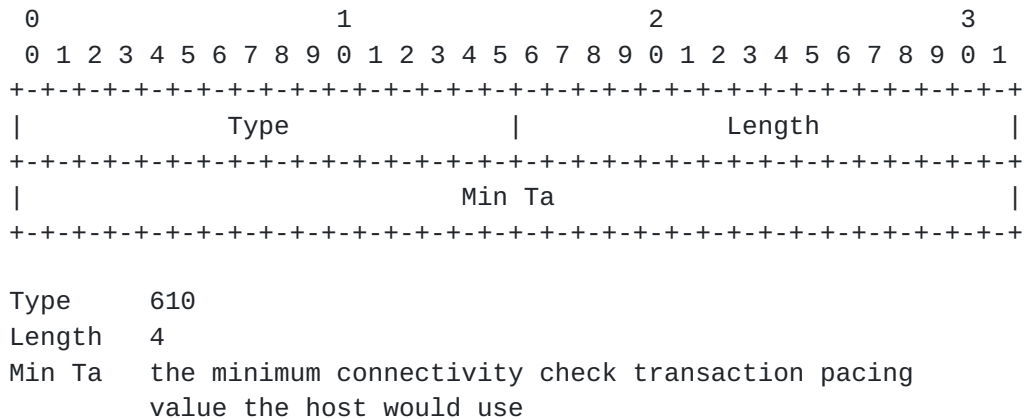 0                   1                   2                   3
 0 1 2 3 4 5 6 7 8 9 0 1 2 3 4 5 6 7 8 9 0 1 2 3 4 5 6 7 8 9 0 1
+-+-+-+-+-+-+-+-+-+-+-+-+-+-+-+-+-+-+-+-+-+-+-+-+-+-+-+-+-+-+-+-+
|             Type              |             Length            |
+-+-+-+-+-+-+-+-+-+-+-+-+-+-+-+-+-+-+-+-+-+-+-+-+-+-+-+-+-+-+-+-+
|                            Min Ta                             |
+-+-+-+-+-+-+-+-+-+-+-+-+-+-+-+-+-+-+-+-+-+-+-+-+-+-+-+-+-+-+-+-+

Type     610
Length   4
Min Ta   the minimum connectivity check transaction pacing
         value the host would use